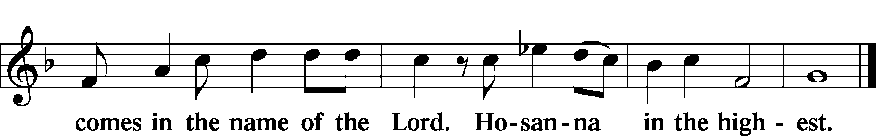 comes in the name of the Lord. Ho-san-na in the high-est.